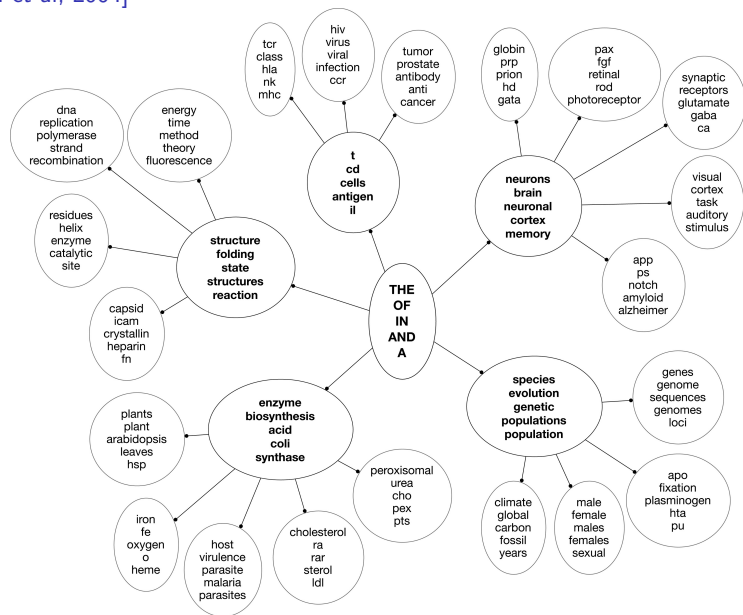 et al, 2004]
tcr
class
hla
nk
mhc
hiv
virus
viral
infection
ccr
tumor
prostate
antibody
anti
cancer
globin
prp
prion
hd
gata
pax
fgf
retinal
rod
photoreceptor
synaptic
receptors
glutamate
gaba
ca
dna
replication
polymerase
strand
recombination
energy
time
method
theory
fluorescence
t
cd
cells
antigen
il
neurons
brain
neuronal
cortex
memory
visual
cortex
task
auditory
stimulus
residues
helix
enzyme
catalytic
site
structure
folding
state
structures
reaction
app
ps
notch
amyloid
alzheimer
capsid
icam
crystallin
heparin
fn
THE
OF
IN
AND
A
enzyme
biosynthesis
acid
coli
synthase
species
evolution
genetic
populations
population
genes
genome
sequences
genomes
loci
plants
plant
arabidopsis
leaves
hsp
peroxisomal
urea
cho
pex
pts
apo
fixation
plasminogen
hta
pu
iron
fe
oxygen
o
heme
host
virulence
parasite
malaria
parasites
cholesterol
ra
rar
sterol
ldl
climate
global
carbon
fossil
years
male
female
males
females
sexual